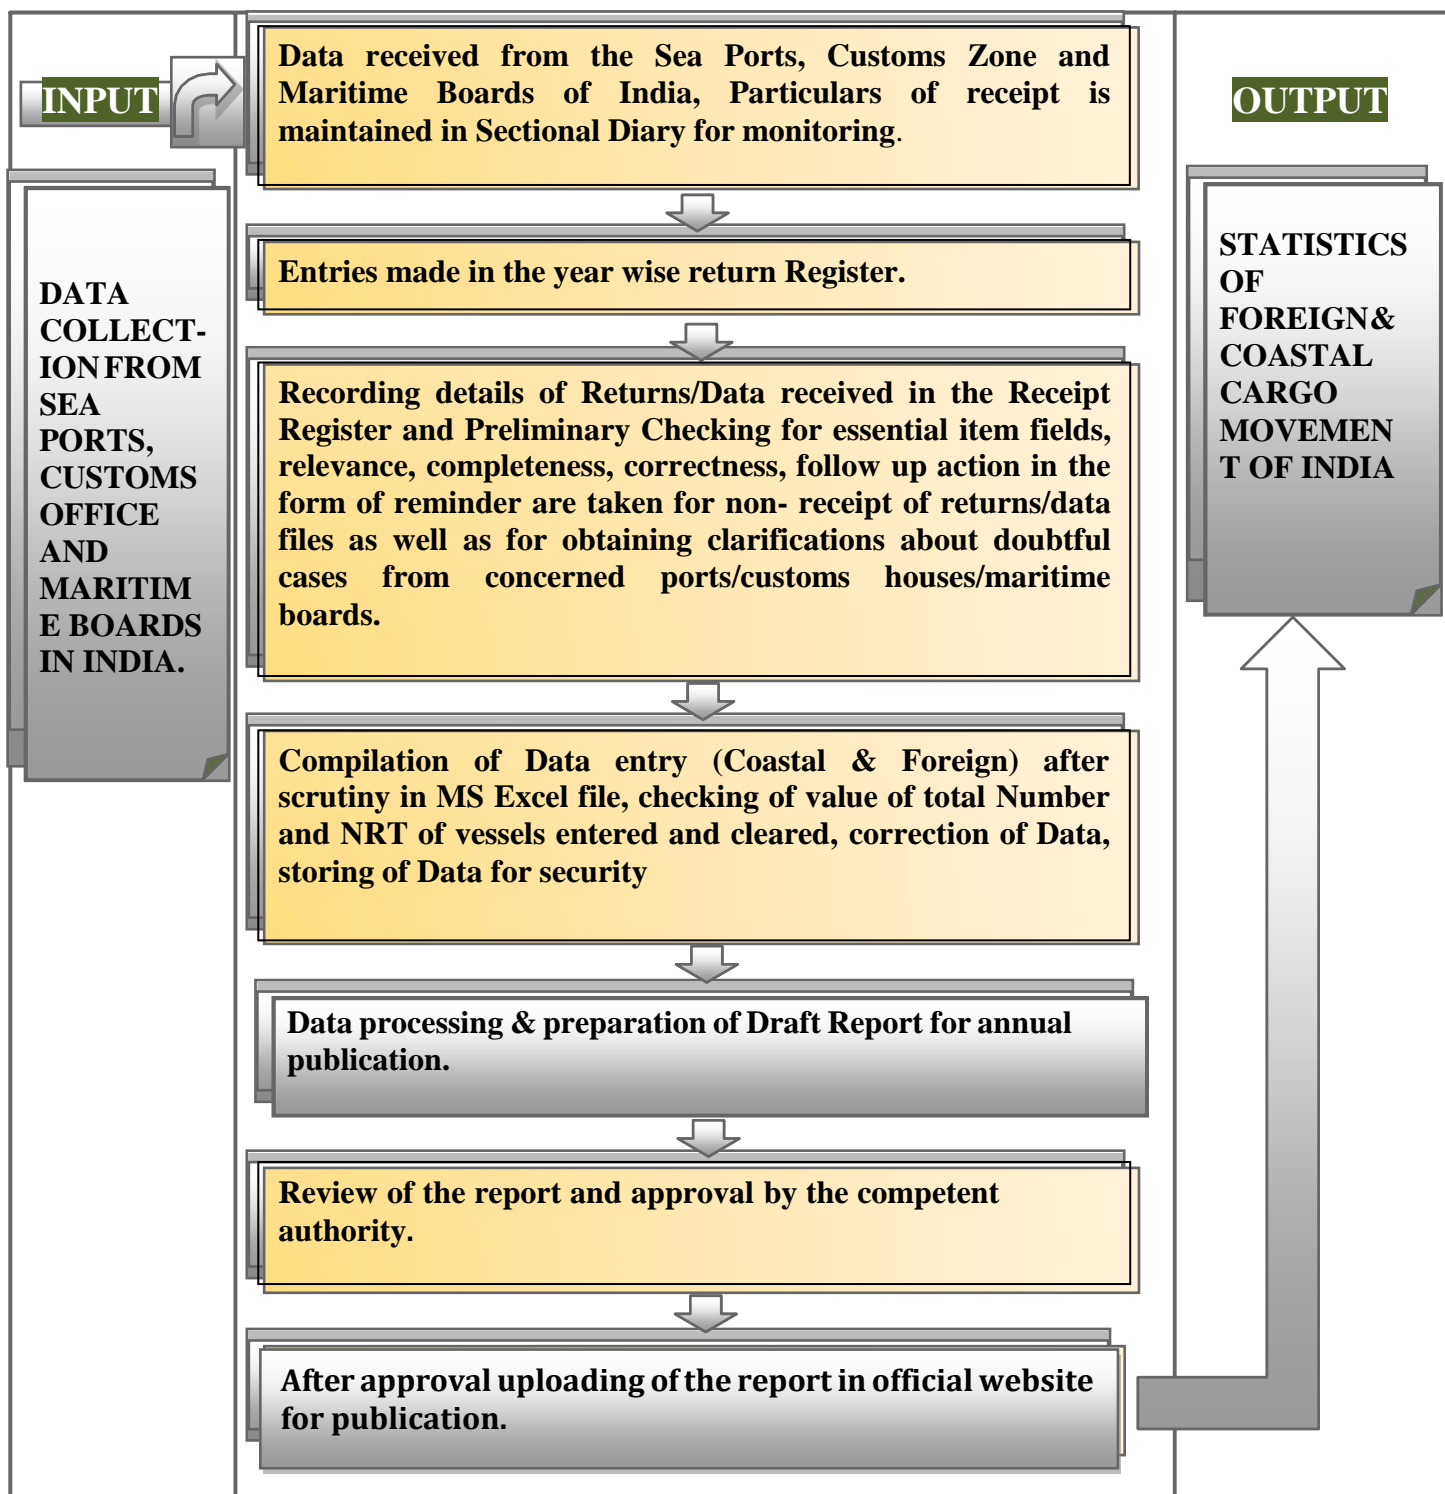 INPUT
DATA
COLLECT-
ION FROM
SEA
PORTS,
CUSTOMS
OFFICE
AND
MARITIM
E BOARDS
IN INDIA.
Data received from the Sea Ports, Customs Zone and
Maritime Boards of India, Particulars of receipt is
maintained in Sectional Diary for monitoring.
Entries made in the year wise return Register.
Recording details of Returns/Data received in the Receipt
Register and Preliminary Checking for essential item fields,
relevance, completeness, correctness, follow up action in the
form of reminder are taken for non- receipt of returns/data
files as well as for obtaining clarifications about doubtful
cases from concerned ports/customs houses/maritime
boards.
Compilation of Data entry (Coastal & Foreign) after
scrutiny in MS Excel file, checking of value of total Number
and NRT of vessels entered and cleared, correction of Data,
storing of Data for security
Data processing & preparation of Draft Report for annual
publication.
Review of the report and approval by the competent
authority.
After approval uploading of the report in official website
for publication.
OUTPUT
STATISTICS
OF
FOREIGN &
COASTAL
CARGO
MOVEMEN
T OF INDIA